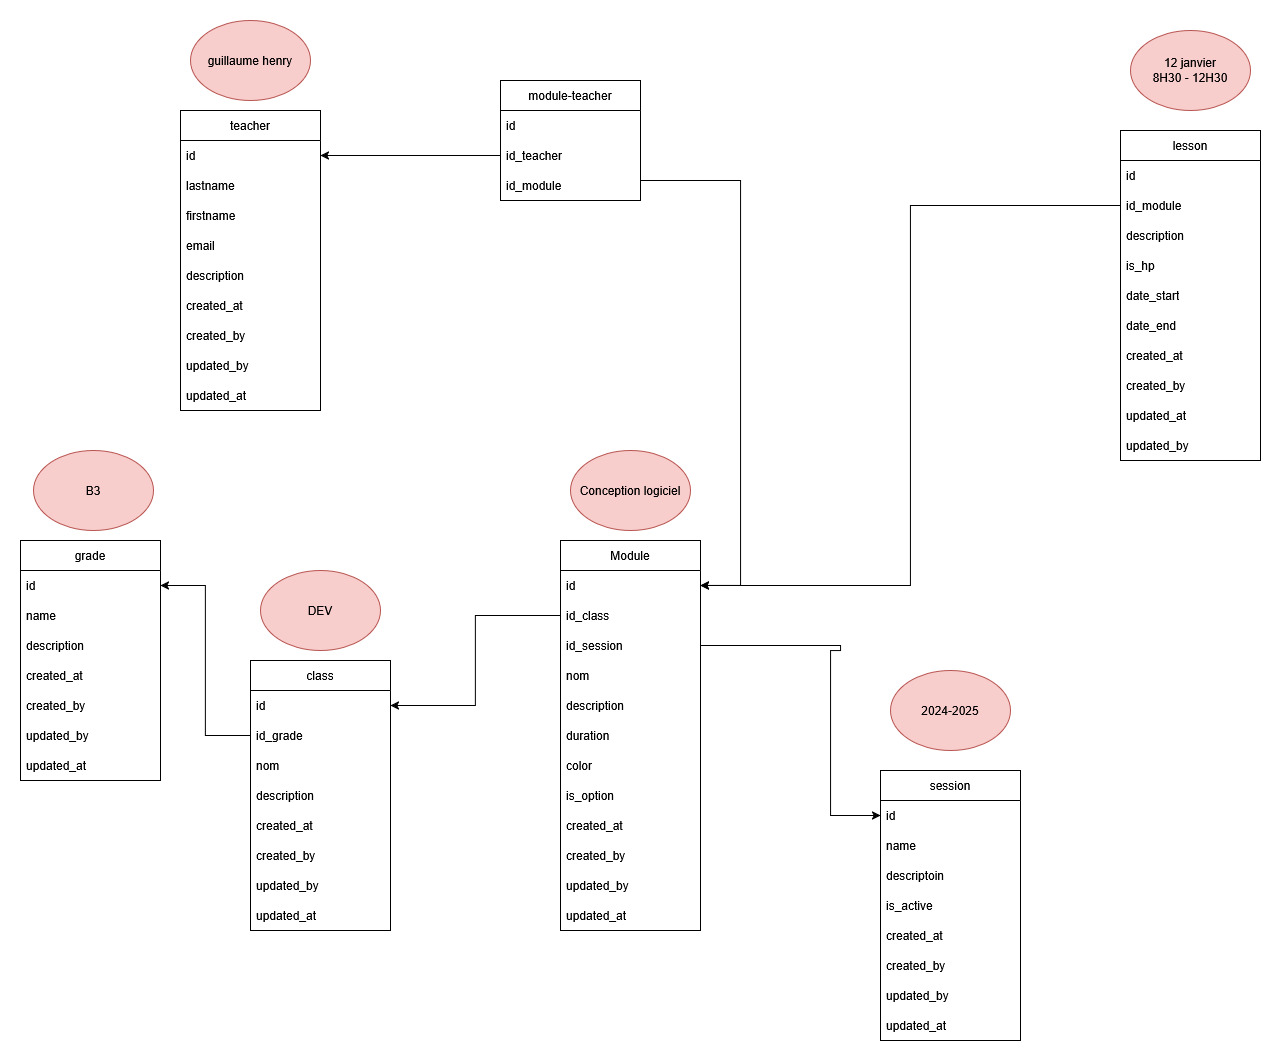 guillaume henry
teacher
id
lastname
firstname
email
description
created_at
created_by
updated_by
updated_at
module-teacher
id
id_teacher
id_module
12 janvier
8H30 - 12H30
lesson
id
id_module
description
is_hp
date_start
date_end
created_at
created_by
updated_at
updated_by
B3
grade
id
name
description
created_at
created_by
updated_by
updated_at
DEV
class
id
id_grade
nom
description
created_at
created_by
updated_by
updated_at
Conception logiciel
Module
id
id_class
id_session
nom
description
duration
color
is_option
created_at
created_by
updated_by
updated_at
2024-2025
session
id
name
descriptoin
is_active
created_at
created_by
updated_by
updated_at